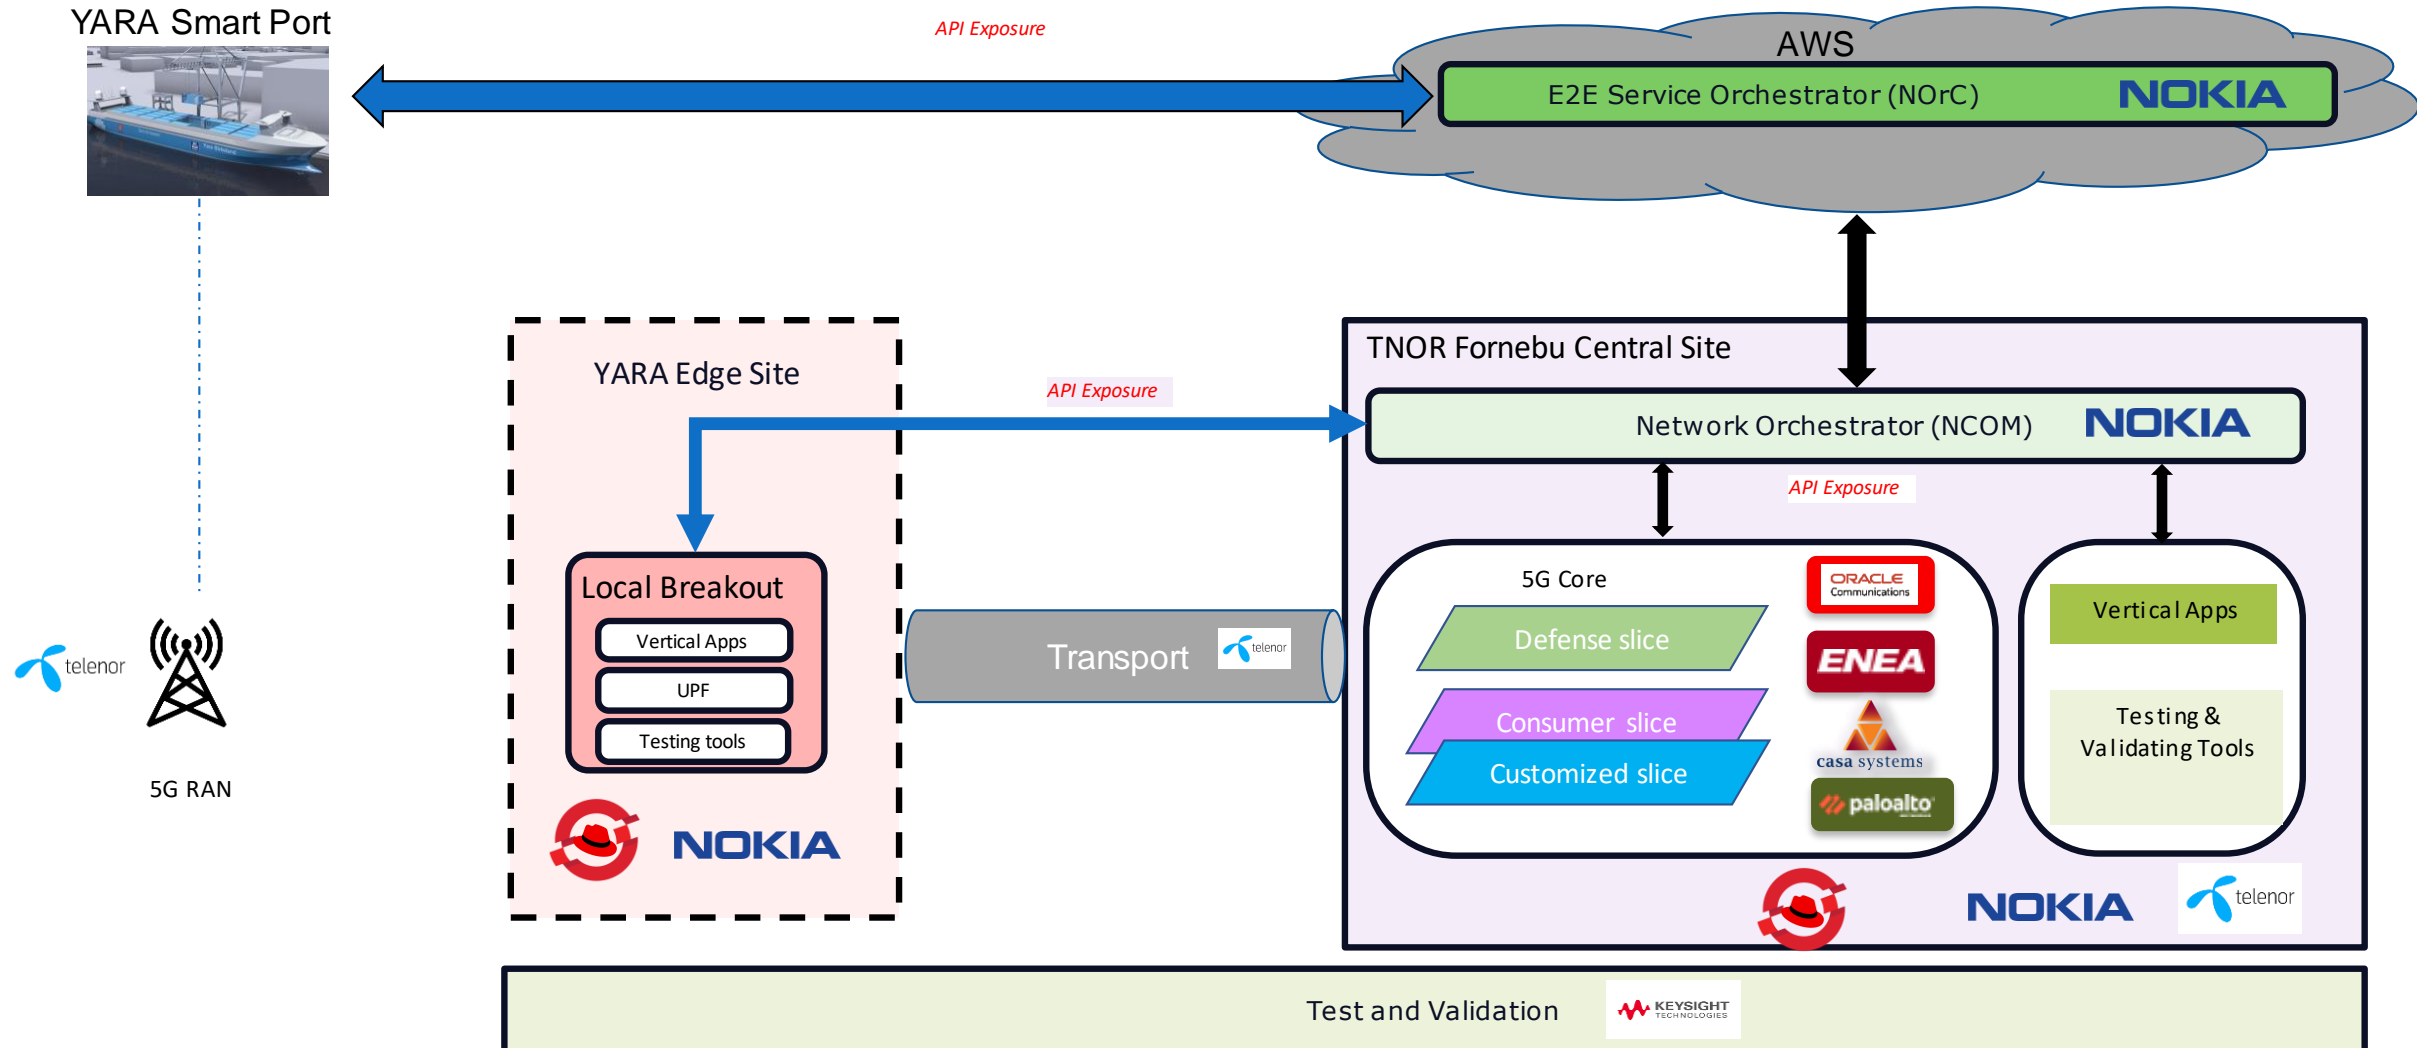 YARA Smart Port
API Exposure
AWS
E2E Service Orchestrator (NOrC)
NOKIA
TNOR Fornebu Central Site
YARA Edge Site
API Exposure
Network Orchestrator (NCOM)
NOKIA
API Exposure
Local Breakout
Vertical Apps
UPF
Testing tools
NOKIA
Transport
telenor
5G Core
Defense slice
Consumer slice
Customized slice
ORACLE
Communications
ENEA
casa systems
paloalto
Vertical Apps
Testing &
Validating Tools
telenor
5G RAN
NOKIA
telenor
Test and Validation
KEYSIGHT
TECHNOLOGIES